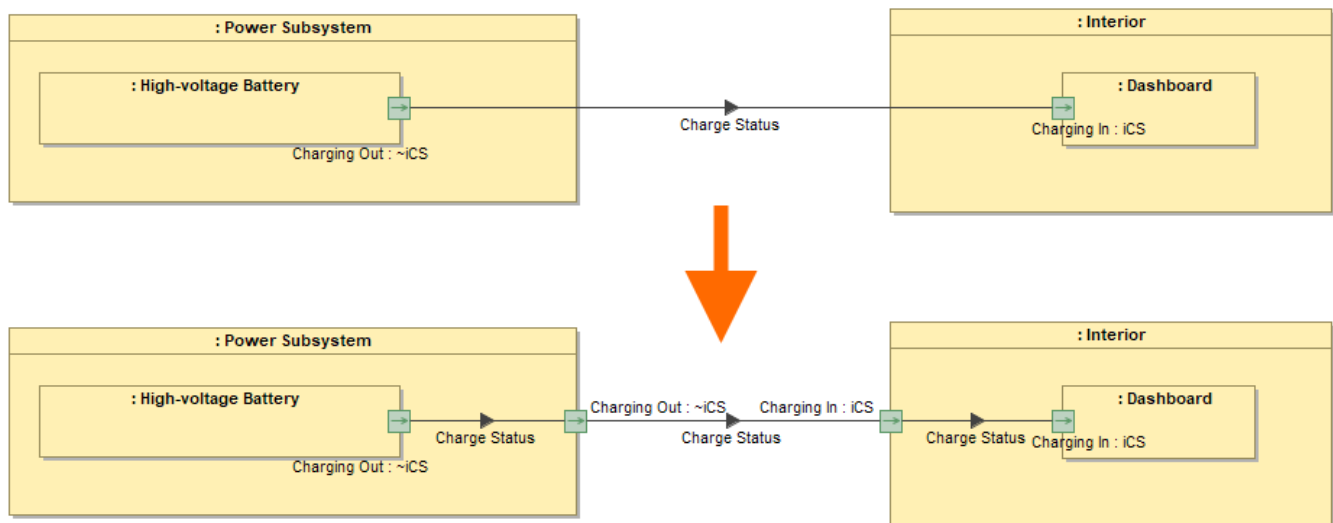 : Power Subsystem
: Interior
: High-voltage Battery
: Dashboard
Charge Status
Charging In : iCS
Charging Out : ~iCS
: Power Subsystem
: Interior
: High-voltage Battery
: Dashboard
Charging Out : ~iCS
Charging In : iCS
Charge Status
Charge Status
Charge Status
Charging In : iCS
Charging Out : ~iCS